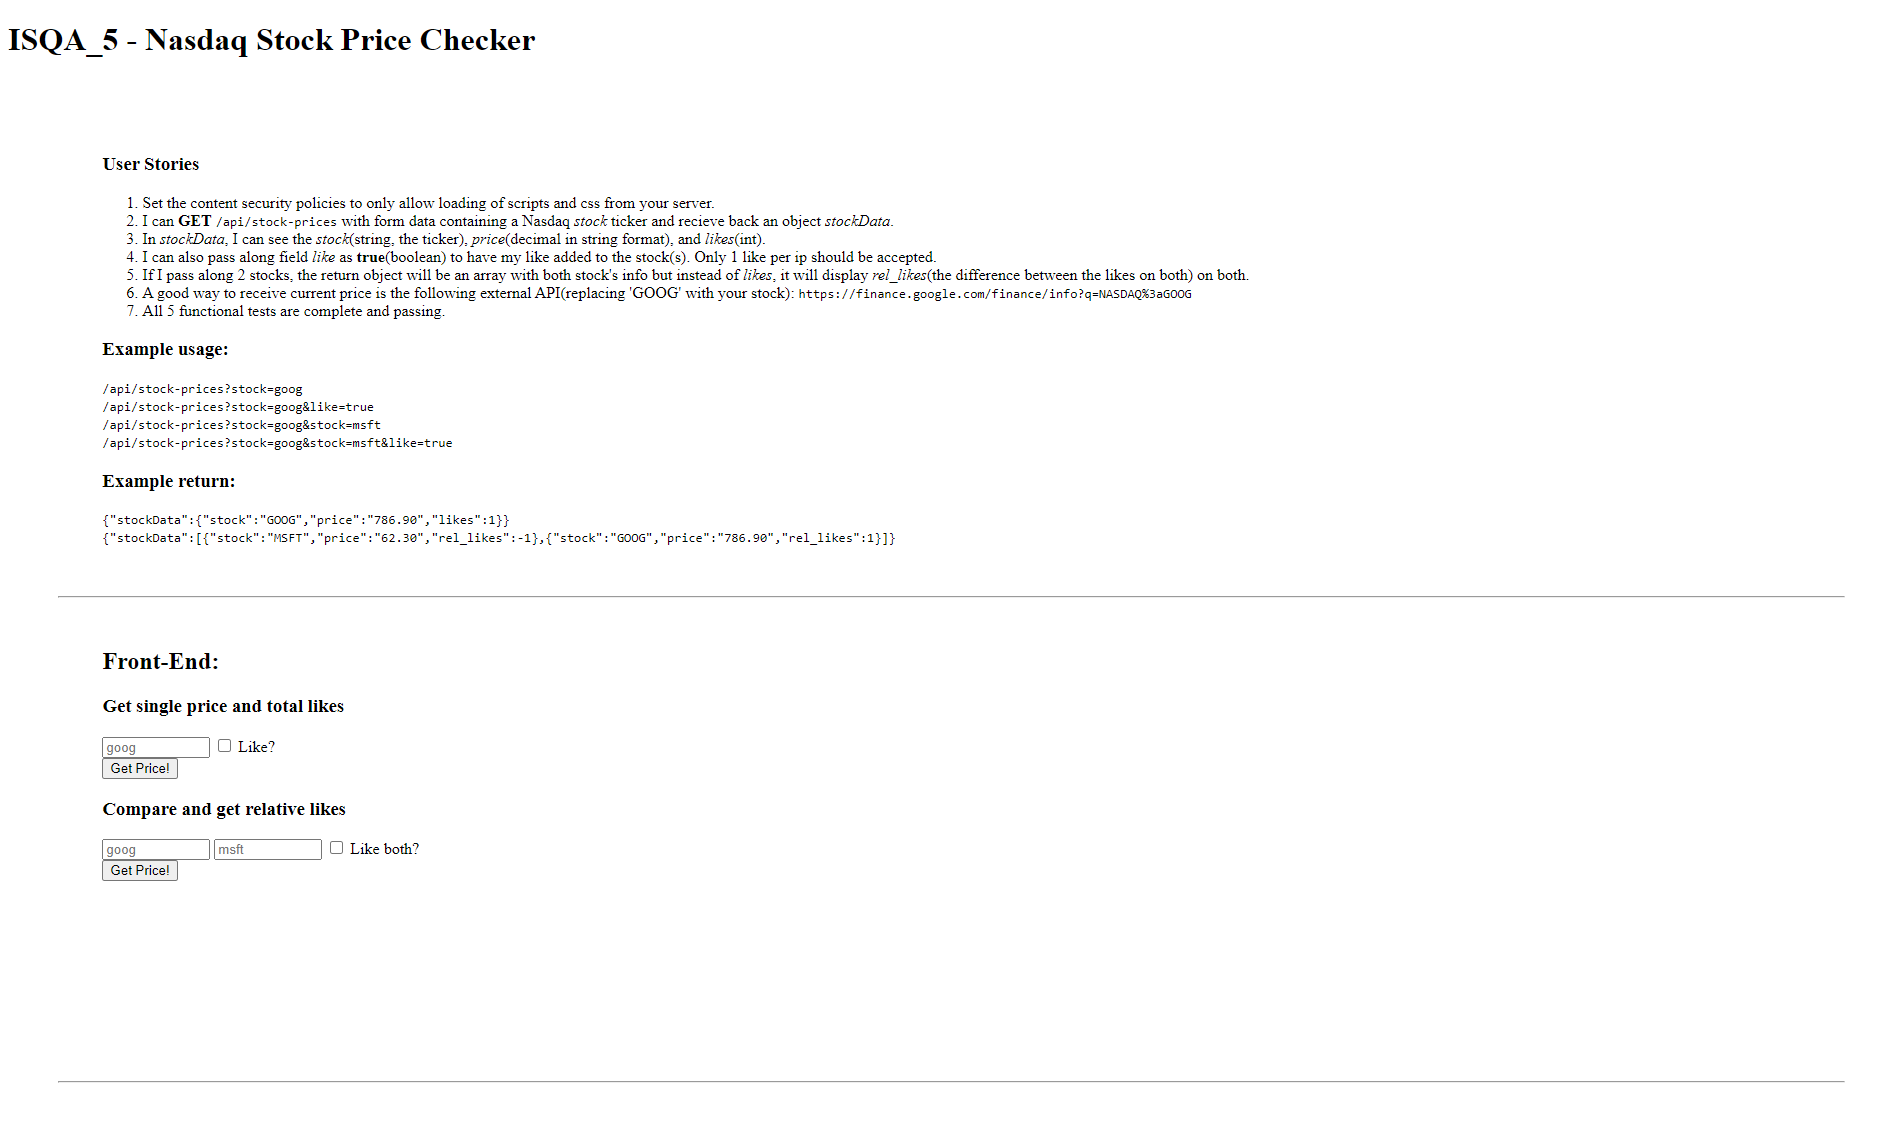 ISQA_5 - Nasdaq Stock Price Checker
User Stories
1. Set the content security policies to only allow loading of scripts and css from your server.
2. I can GET /api/stock-prices with form data containing a Nasdaq stock ticker and recieve back an object stockData.
3. In stockData, I can see the stock(string, the ticker), price(decimal in string format), and likes(int).
4. I can also pass along field like as true(boolean) to have my like added to the stock(s). Only 1 like per ip should be accepted.
5. If I pass along 2 stocks, the return object will be an array with both stock's info but instead of likes, it will display rel_likes(the difference between the likes on both) on both.
6. A good way to receive current price is the following external API(replacing 'GOOG' with your stock): https://finance.google.com/finance/info?q=NASDAQ%3aGOOG
7. All 5 functional tests are complete and passing.
Example usage:
/api/stock-prices?stock=goog
/api/stock-prices?stock=goog&like=true
/api/stock-prices?stock=goog&stock=msft
/api/stock-prices?stock=goog&stock=msft&like=true
Example return:
{"stockData":{"stock":"GOOG","price":"786.90","likes":1}}
{"stockData":[{"stock":"MSFT","price":"62.30","rel_likes":-1},{"stock":"GOOG","price":"786.90","rel_likes":1}]}
Front-End:
Get single price and total likes
goog Like?
Get Price!
Compare and get relative likes
goog msft Like both?
Get Price!